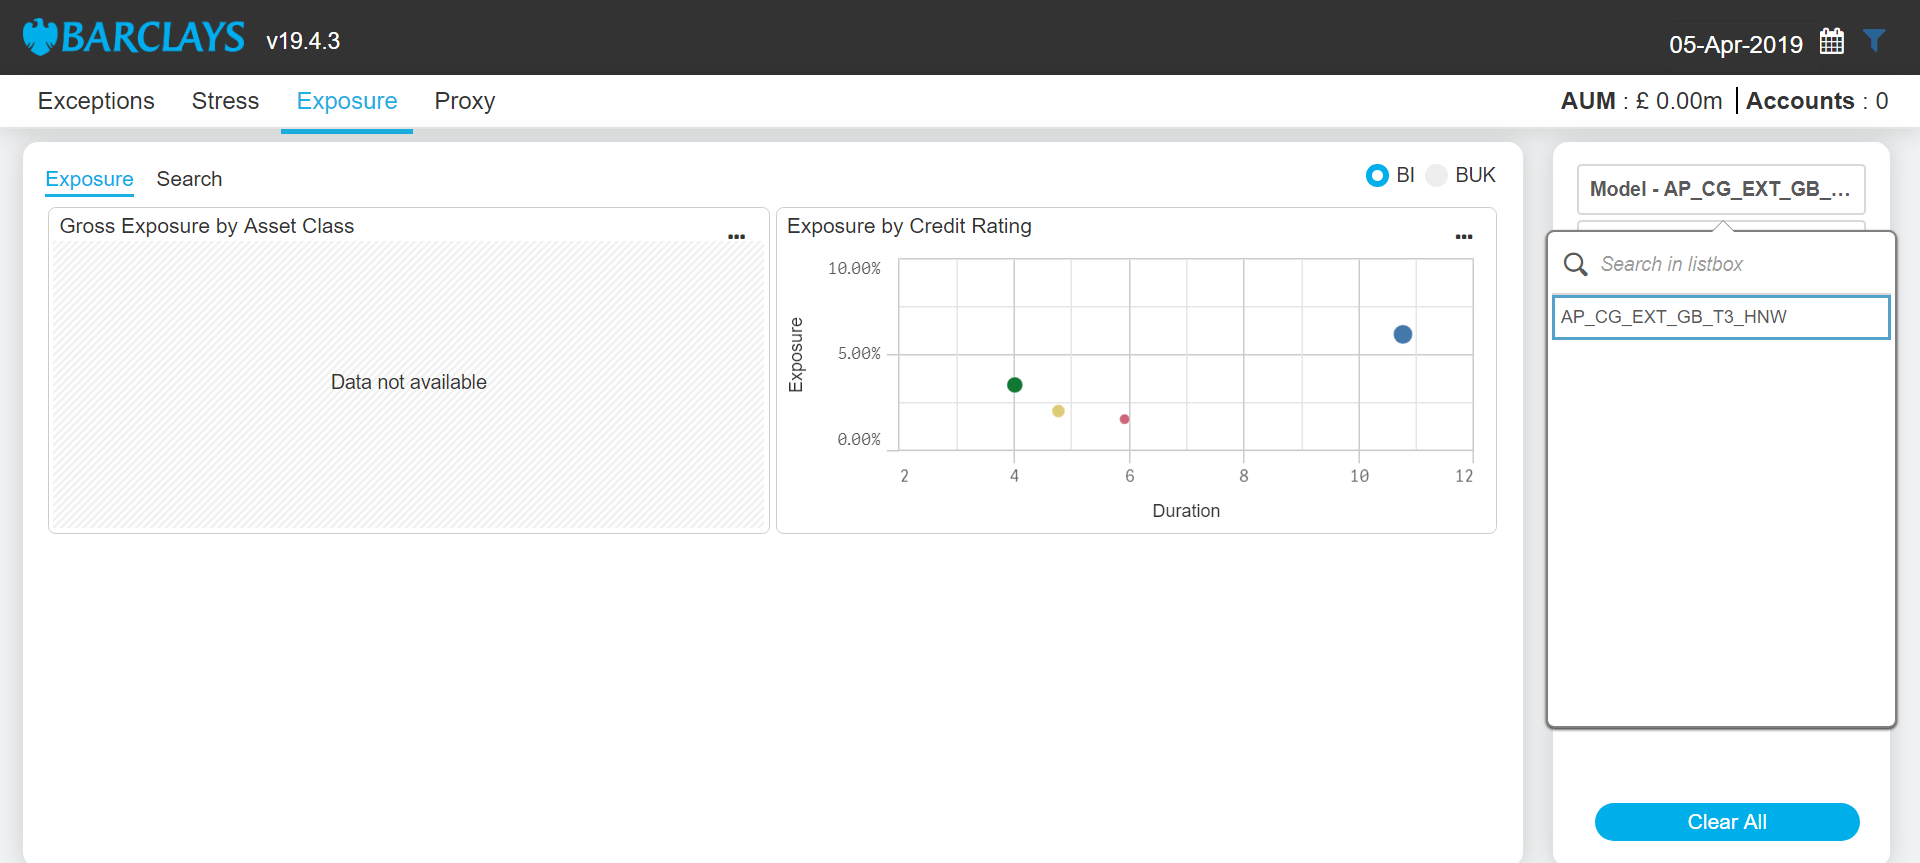 BARCLAYS v19.4.3
05-Apr-2019
Exceptions Stress Exposure Proxy
AUM : £ 0.00m Accounts : 0
Exposure Search
BI BUK
Model - AP_CG_EXT_GB_...
Gross Exposure by Asset Class
Data not available
Exposure by Credit Rating
Exposure
10.00%
5.00%
0.00%
2 4 6 8 10 12
Duration
Search in listbox
AP_CG_EXT_GB_T3_HNW
Clear All